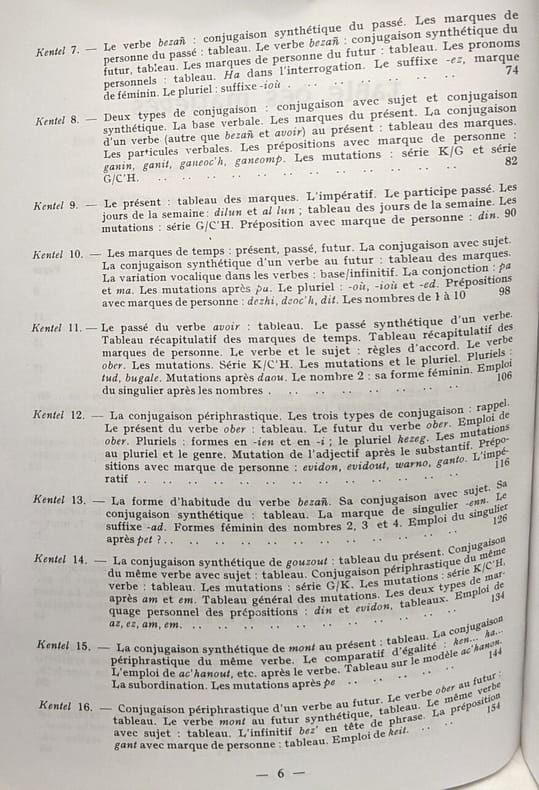 Kentel 7. — Le verbe bezañ : conjugaison synthétique du passé. Les marques de
personne du passé : tableau. Le verbe bezañ : conjugaison synthétique du
futur, tableau. Les marques de personne du futur : tableau. Les pronoms
personnels : tableau. Ha dans l'interrogation. Le suffixe -ez, marque
de féminin. Le pluriel : suffixe -ioù .. .. .. .. .. .. .. 74
Kentel 8. — Deux types de conjugaison : conjugaison avec sujet et conjugaison
synthétique. La base verbale. Les marques du présent. La conjugaison
d'un verbe (autre que bezañ et avoir) au présent : tableau des marques.
Les particules verbales. Les prépositions avec marque de personne :
ganin, ganit, ganeoc'h, ganeomp. Les mutations : série K/G et série
G/C'H. .. .. .. .. .. .. .. .. .. .. .. 82
Kentel 9. — Le présent : tableau des marques. L'impératif. Le participe passé. Les
jours de la semaine : dilun et al lun ; tableau des jours de la semaine. Les
mutations : série G/C'H. Préposition avec marque de personne : din. 90
Kentel 10. — Les marques de temps : présent, passé, futur. La conjugaison avec sujet.
La conjugaison synthétique d'un verbe au futur : tableau des marques.
La variation vocalique dans les verbes : base/infinitif. La conjonction : pa
et ma. Les mutations après pa. Le pluriel : -où, -ioù et -ed. Prépositions
avec marques de personne : dezhi, deoc'h, dit. Les nombres de 1 à 10 98
Kentel 11. — Le passé du verbe avoir : tableau. Le passé synthétique d'un verbe.
Tableau récapitulatif des marques de temps. Tableau récapitulatif des
marques de personne. Le verbe et le sujet : règles d'accord. Le verbe
ober. Les mutations. Série K/C'H. Les mutations et le pluriel. Pluriels :
tud, bugale. Mutations après daou. Le nombre 2 : sa forme féminin. Emploi
du singulier après les nombres . .. .. .. .. .. .. .. 106
Kentel 12. — La conjugaison périphrastique. Les trois types de conjugaison : rappel.
Le présent du verbe ober : tableau. Le futur du verbe ober. Emploi de
ober. Pluriels : formes en -ien et en -i ; le pluriel kezeg. Les mutations
au pluriel et le genre. Mutation de l'adjectif après le substantif. Prépo-
sitions avec marque de personne : evidon, evidout, warno, ganto. L'impé-
ratif .. .. .. .. .. .. .. .. .. .. .. 116
Kentel 13. — La forme d'habitude du verbe bezañ. Sa conjugaison avec sujet. Sa
conjugaison synthétique : tableau. La marque de singulier -enn. Le
suffixe -ad. Formes féminin des nombres 2, 3 et 4. Emploi du singulier
après pet ? .. .. .. .. .. .. .. .. .. .. 126
Kentel 14. — La conjugaison synthétique de gouzout : tableau du présent. Conjugaison
du même verbe avec sujet : tableau. Conjugaison périphrastique du même
verbe : tableau. Les mutations : série G/K. Les mutations : série K/C'H,
après am et em. Tableau général des mutations. Les deux types de mar-
quage personnel des prépositions : din et evidon, tableaux. Emploi de
az, ez, am, em. .. .. .. .. .. .. .. .. .. 134
Kentel 15. — La conjugaison synthétique de mont au présent : tableau. La conjugaison
périphrastique du même verbe. Le comparatif d'égalité : ken... ha...
L'emploi de ac'hanout, etc. après le verbe. Tableau sur le modèle ac'hanon.
La subordination. Les mutations après pe .. .. .. .. .. 144
Kentel 16. — Conjugaison périphrastique d'un verbe au futur. Le verbe ober au futur :
tableau. Le verbe mont au futur synthétique, tableau. Le même verbe
avec sujet : tableau. L'infinitif bez' en tête de phrase. La préposition
gant avec marque de personne : tableau. Emploi de keit. .. .. .. 154
— 6 —